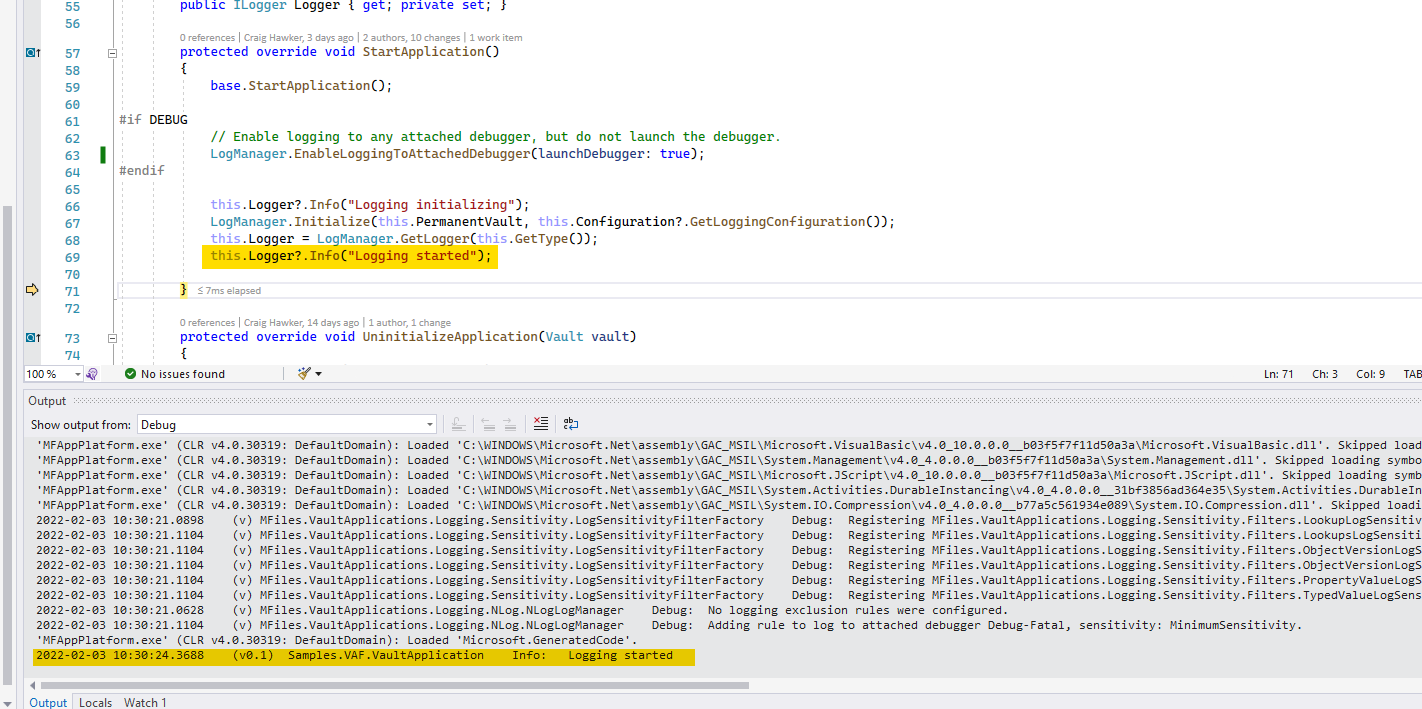 55 public ILogger Logger { get; private set; }
56
0 references | Craig Hawker, 3 days ago | 2 authors, 10 changes | 1 work item
57 protected override void StartApplication()
58 {
59 base.StartApplication();
60
61 #if DEBUG
62 // Enable logging to any attached debugger, but do not launch the debugger.
63 LogManager.EnableLoggingToAttachedDebugger(launchDebugger: true);
64 #endif
65
66 this.Logger?.Info("Logging initializing");
67 LogManager.Initialize(this.PermanentVault, this.Configuration?.GetLoggingConfiguration());
68 this.Logger = LogManager.GetLogger(this.GetType());
69 this.Logger?.Info("Logging started");
70
71 } ≤ 7ms elapsed
72
0 references | Craig Hawker, 14 days ago | 1 author, 1 change
73 protected override void UninitializeApplication(Vault vault)
74 {
100 % No issues found Ln: 71 Ch: 3 Col: 9 TAB
Output
Show output from: Debug
'MFAppPlatform.exe' (CLR v4.0.30319: DefaultDomain): Loaded 'C:\WINDOWS\Microsoft.Net\assembly\GAC_MSIL\Microsoft.VisualBasic\v4.0_10.0.0.0__b03f5f7f11d50a3a\Microsoft.VisualBasic.dll'. Skipped load
'MFAppPlatform.exe' (CLR v4.0.30319: DefaultDomain): Loaded 'C:\WINDOWS\Microsoft.Net\assembly\GAC_MSIL\System.Management\v4.0_4.0.0.0__b03f5f7f11d50a3a\System.Management.dll'. Skipped loading symbo
'MFAppPlatform.exe' (CLR v4.0.30319: DefaultDomain): Loaded 'C:\WINDOWS\Microsoft.Net\assembly\GAC_MSIL\Microsoft.JScript\v4.0_10.0.0.0__b03f5f7f11d50a3a\Microsoft.JScript.dll'. Skipped loading symb
'MFAppPlatform.exe' (CLR v4.0.30319: DefaultDomain): Loaded 'C:\WINDOWS\Microsoft.Net\assembly\GAC_MSIL\System.Activities.DurableInstancing\v4.0_4.0.0.0__31bf3856ad364e35\System.Activities.DurableIn
'MFAppPlatform.exe' (CLR v4.0.30319: DefaultDomain): Loaded 'C:\WINDOWS\Microsoft.Net\assembly\GAC_MSIL\System.IO.Compression\v4.0_4.0.0.0__b77a5c561934e089\System.IO.Compression.dll'. Skipped loadi
2022-02-03 10:30:21.0898 (v) MFiles.VaultApplications.Logging.Sensitivity.LogSensitivityFilterFactory Debug: Registering MFiles.VaultApplications.Logging.Sensitivity.Filters.LookupLogSensitiv
2022-02-03 10:30:21.1104 (v) MFiles.VaultApplications.Logging.Sensitivity.LogSensitivityFilterFactory Debug: Registering MFiles.VaultApplications.Logging.Sensitivity.Filters.LookupsLogSensiti
2022-02-03 10:30:21.1104 (v) MFiles.VaultApplications.Logging.Sensitivity.LogSensitivityFilterFactory Debug: Registering MFiles.VaultApplications.Logging.Sensitivity.Filters.ObjectVersionLogS
2022-02-03 10:30:21.1104 (v) MFiles.VaultApplications.Logging.Sensitivity.LogSensitivityFilterFactory Debug: Registering MFiles.VaultApplications.Logging.Sensitivity.Filters.ObjectVersionLogS
2022-02-03 10:30:21.1104 (v) MFiles.VaultApplications.Logging.Sensitivity.LogSensitivityFilterFactory Debug: Registering MFiles.VaultApplications.Logging.Sensitivity.Filters.PropertyValueLogS
2022-02-03 10:30:21.1104 (v) MFiles.VaultApplications.Logging.Sensitivity.LogSensitivityFilterFactory Debug: Registering MFiles.VaultApplications.Logging.Sensitivity.Filters.TypedValueLogSens
2022-02-03 10:30:21.0628 (v) MFiles.VaultApplications.Logging.NLog.NLogLogManager Debug: No logging exclusion rules were configured.
2022-02-03 10:30:21.1104 (v) MFiles.VaultApplications.Logging.NLog.NLogLogManager Debug: Adding rule to log to attached debugger Debug-Fatal, sensitivity: MinimumSensitivity.
'MFAppPlatform.exe' (CLR v4.0.30319: DefaultDomain): Loaded 'Microsoft.GeneratedCode'.
2022-02-03 10:30:24.3688 (v0.1) Samples.VAF.VaultApplication Info: Logging started
Output Locals Watch 1